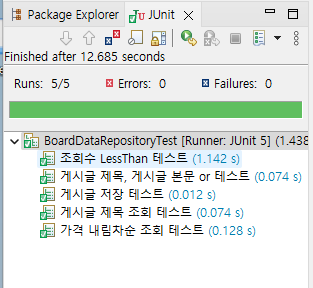 Package Explorer JUnit
Finished after 12.685 seconds
Runs: 5/5 Errors: 0 Failures: 0
BoardDataRepositoryTest [Runner: JUnit 5] (1.438
조회수 LessThan 테스트 (1.142 s)
게시글 제목, 게시글 본문 or 테스트 (0.074 s)
게시글 저장 테스트 (0.012 s)
게시글 제목 조회 테스트 (0.074 s)
가격 내림차순 조회 테스트 (0.128 s)